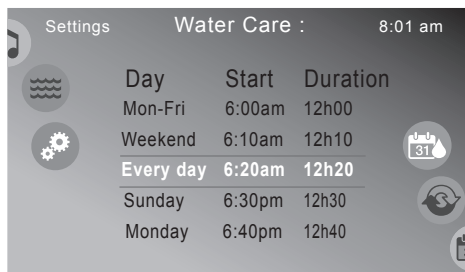 Settings Water Care : 8:01 am
Day Start Duration
Mon-Fri 6:00am 12h00
Weekend 6:10am 12h10
Every day 6:20am 12h20
31
Sunday 6:30pm 12h30
Monday 6:40pm 12h40